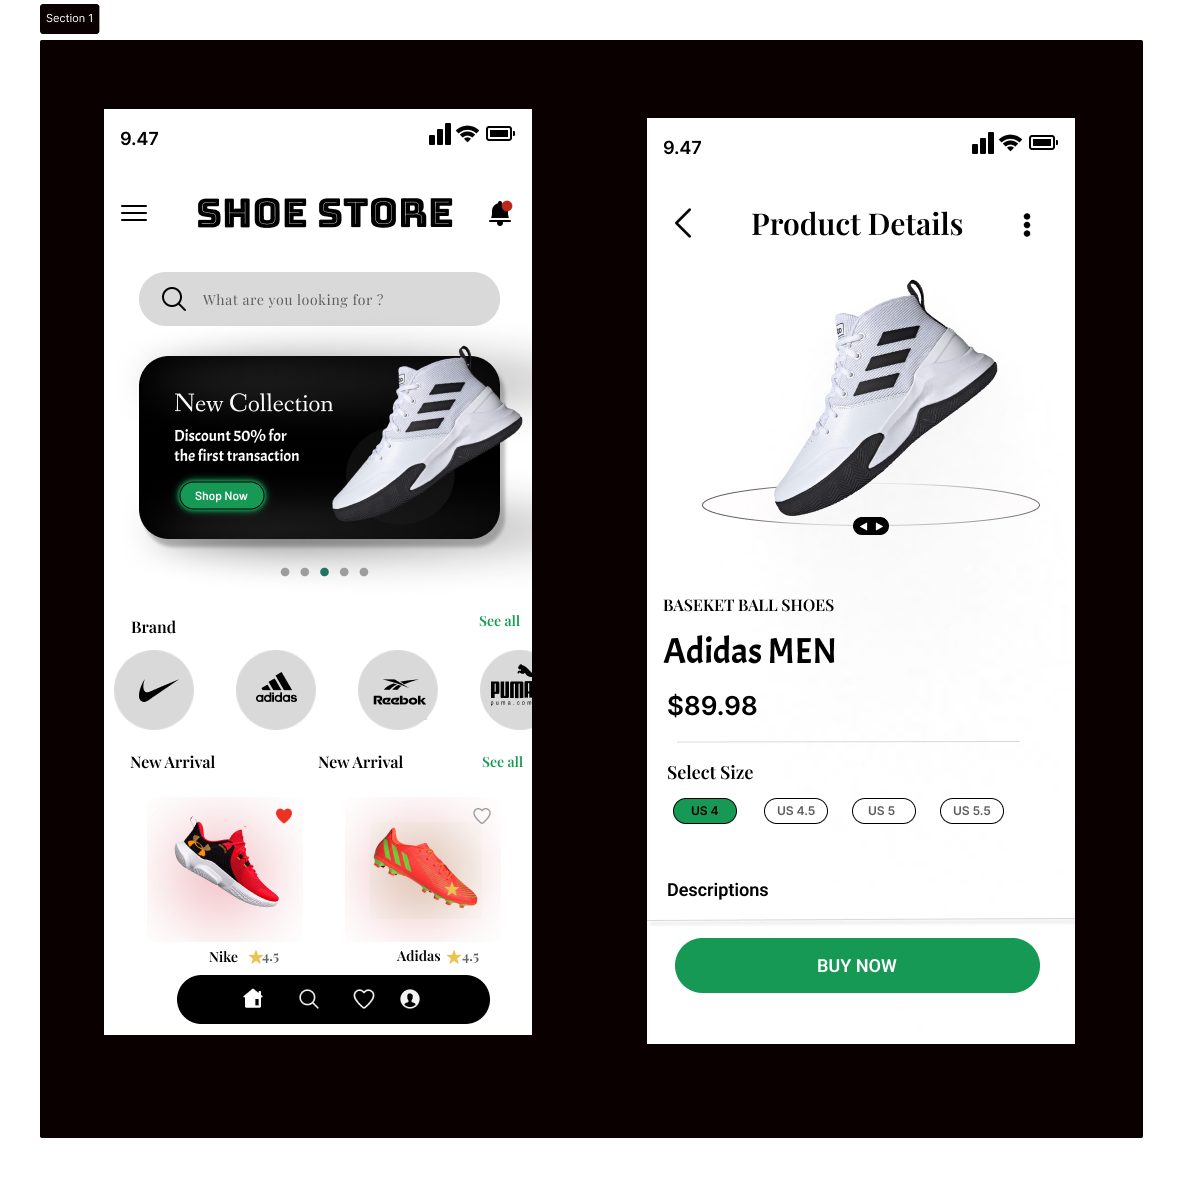 Section 1
9.47
SHOE STORE
What are you looking for ?
New Collection
Discount 50% for
the first transaction
Shop Now
Brand
See all
adidas
Reebok
PUMA
puma.com
New Arrival
New Arrival
See all
Nike
4.5
Adidas
4.5
9.47
Product Details
BASEKET BALL SHOES
Adidas MEN
$89.98
Select Size
US 4
US 4.5
US 5
US 5.5
Descriptions
BUY NOW